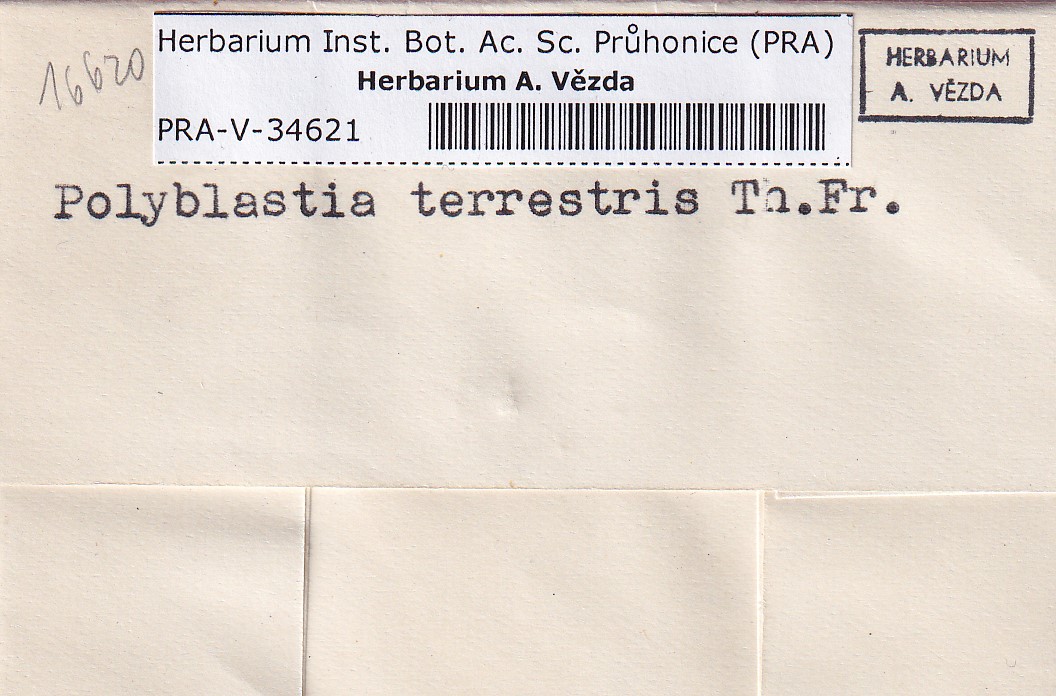 16620
Herbarium Inst. Bot. Ac. Sc. Průhonice (PRA)
Herbarium A. Vězda
PRA-V-34621
HERBARIUM
A. VĚZDA
Polyblastia terrestris Th.Fr.